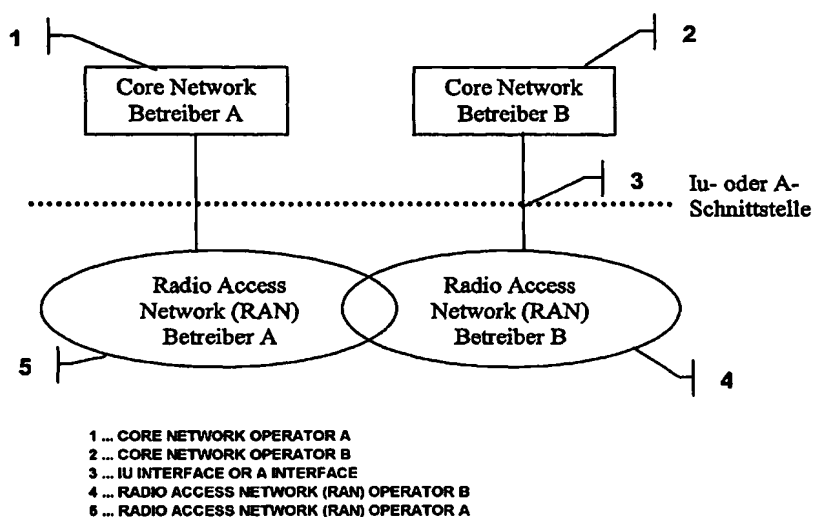 1
2
Core Network
Betreiber A
Core Network
Betreiber B
3
Iu- oder A-
Schnittstelle
Radio Access
Network (RAN)
Betreiber A
Radio Access
Network (RAN)
Betreiber B
5
4
1 ... CORE NETWORK OPERATOR A
2 ... CORE NETWORK OPERATOR B
3 ... IU INTERFACE OR A INTERFACE
4 ... RADIO ACCESS NETWORK (RAN) OPERATOR B
5 ... RADIO ACCESS NETWORK (RAN) OPERATOR A